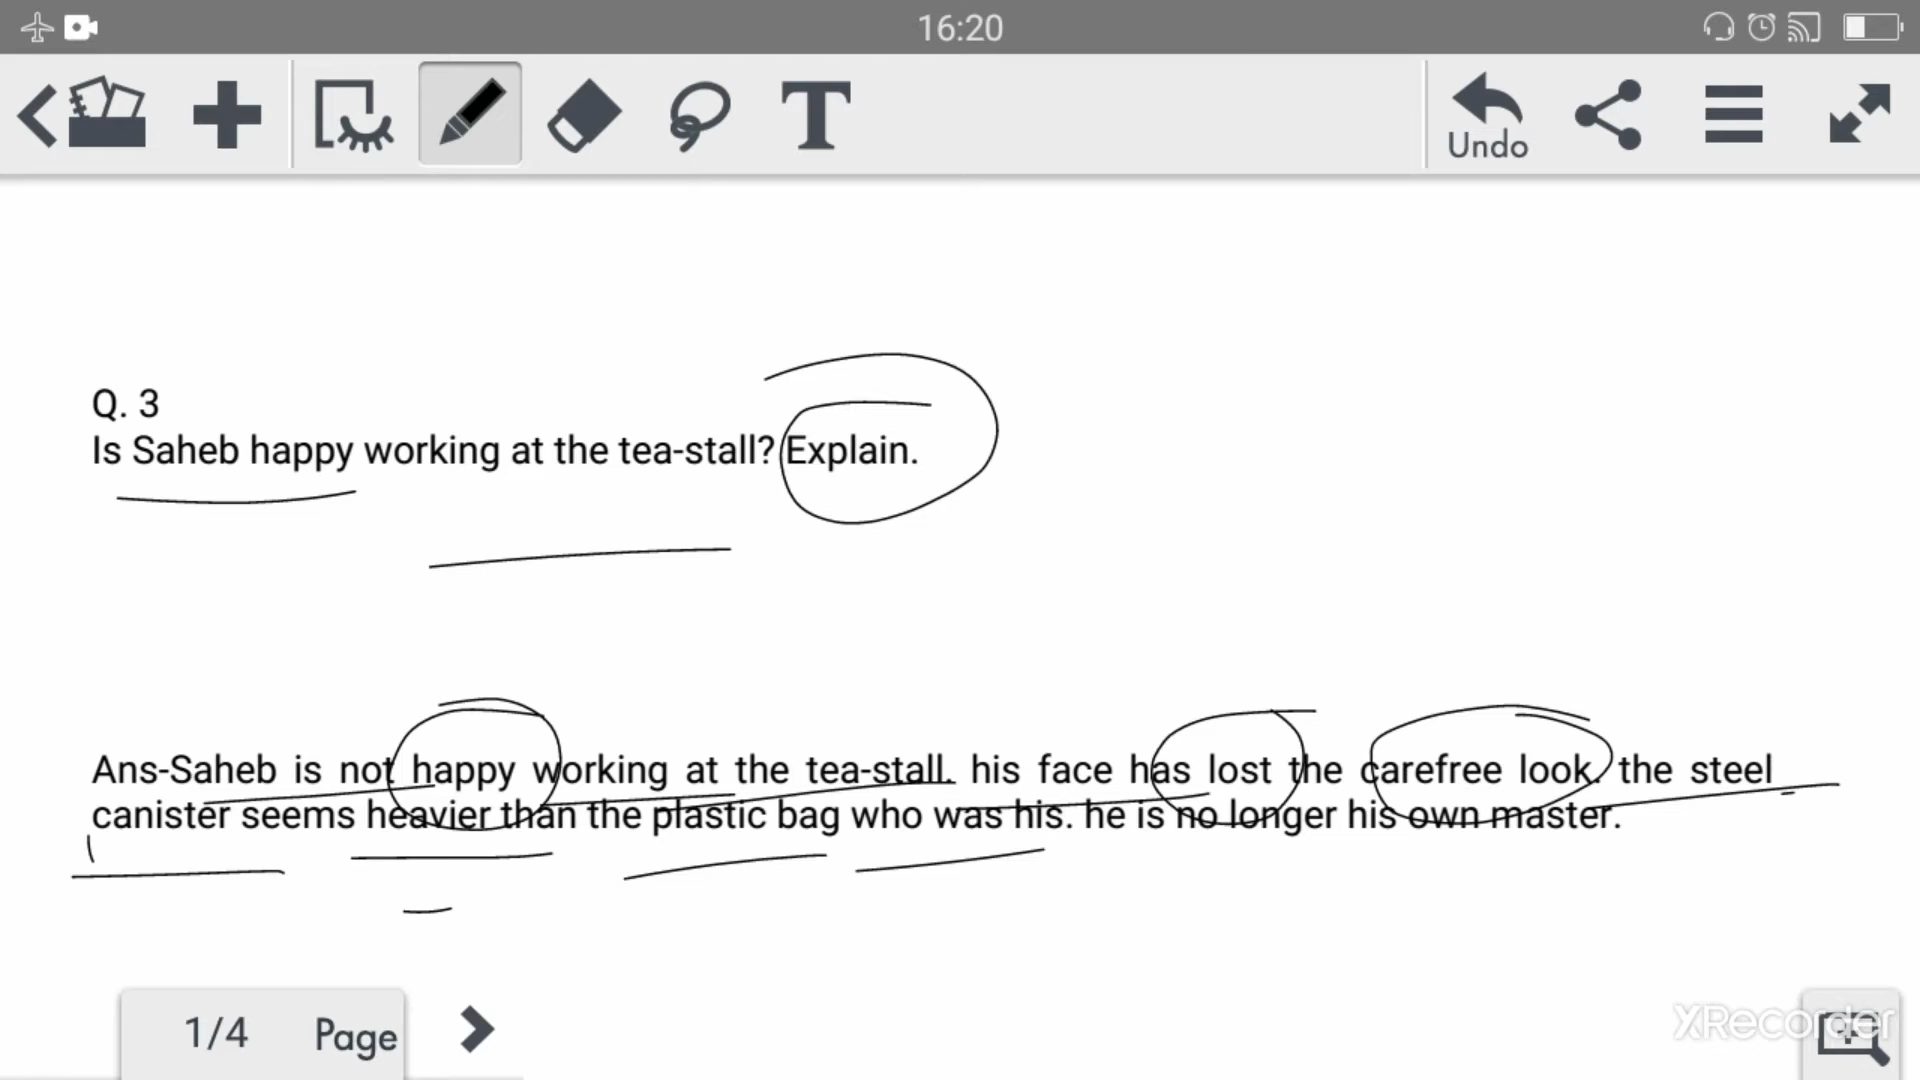 16:20
T
Undo
Q. 3
Is Saheb happy working at the tea-stall? Explain.
Ans-Saheb is not happy working at the tea-stall. his face has lost the carefree look. the steel
canister seems heavier than the plastic bag who was his. he is no longer his own master.
1/4 Page
XRecorder